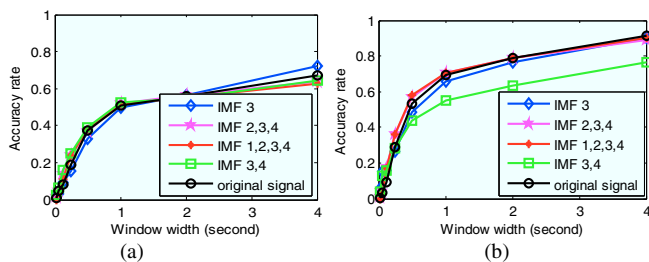 1
0.8
0.6
0.4
0.2
0
Accuracy rate
IMF 3
IMF 2,3,4
IMF 1,2,3,4
IMF 3,4
original signal
0 1 2 3 4
Window width (second)
(a)
1
0.8
0.6
0.4
0.2
0
Accuracy rate
IMF 3
IMF 2,3,4
IMF 1,2,3,4
IMF 3,4
original signal
0 1 2 3 4
Window width (second)
(b)